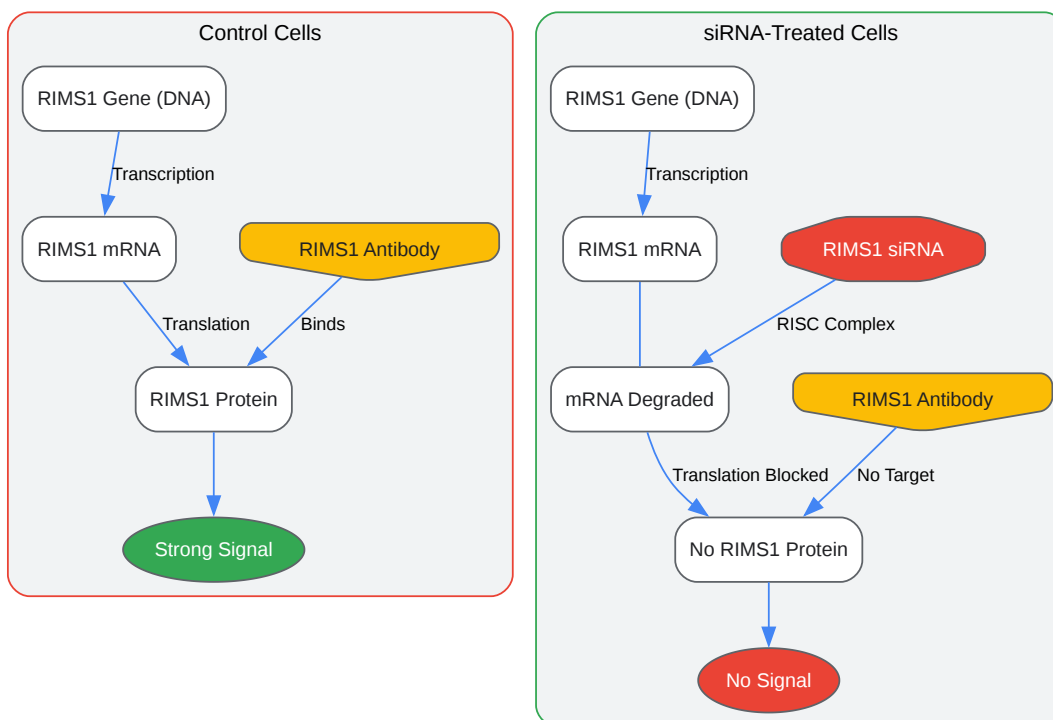 Control Cells
RIMS1 Gene (DNA)
Transcription
RIMS1 mRNA
RIMS1 Antibody
Translation
Binds
RIMS1 Protein
Strong Signal
siRNA-Treated Cells
RIMS1 Gene (DNA)
Transcription
RIMS1 mRNA
RIMS1 siRNA
RISC Complex
mRNA Degraded
RIMS1 Antibody
Translation Blocked
No Target
No RIMS1 Protein
No Signal